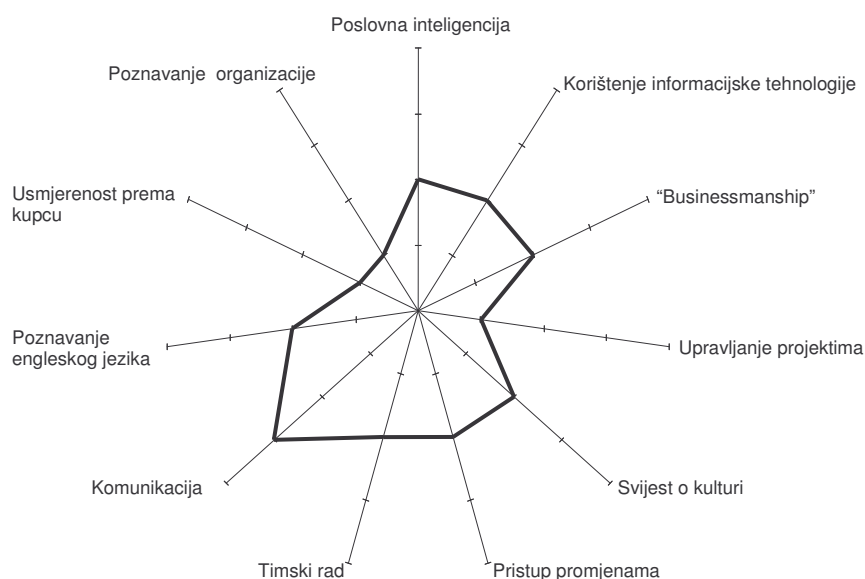 Poslovna inteligencija
Poznavanje organizacije
Korištenje informacijske tehnologije
Usmjerenost prema
kupcu
“Businessmanship”
Poznavanje
engleskog jezika
Upravljanje projektima
Komunikacija
Svijest o kulturi
Timski rad
Pristup promjenama